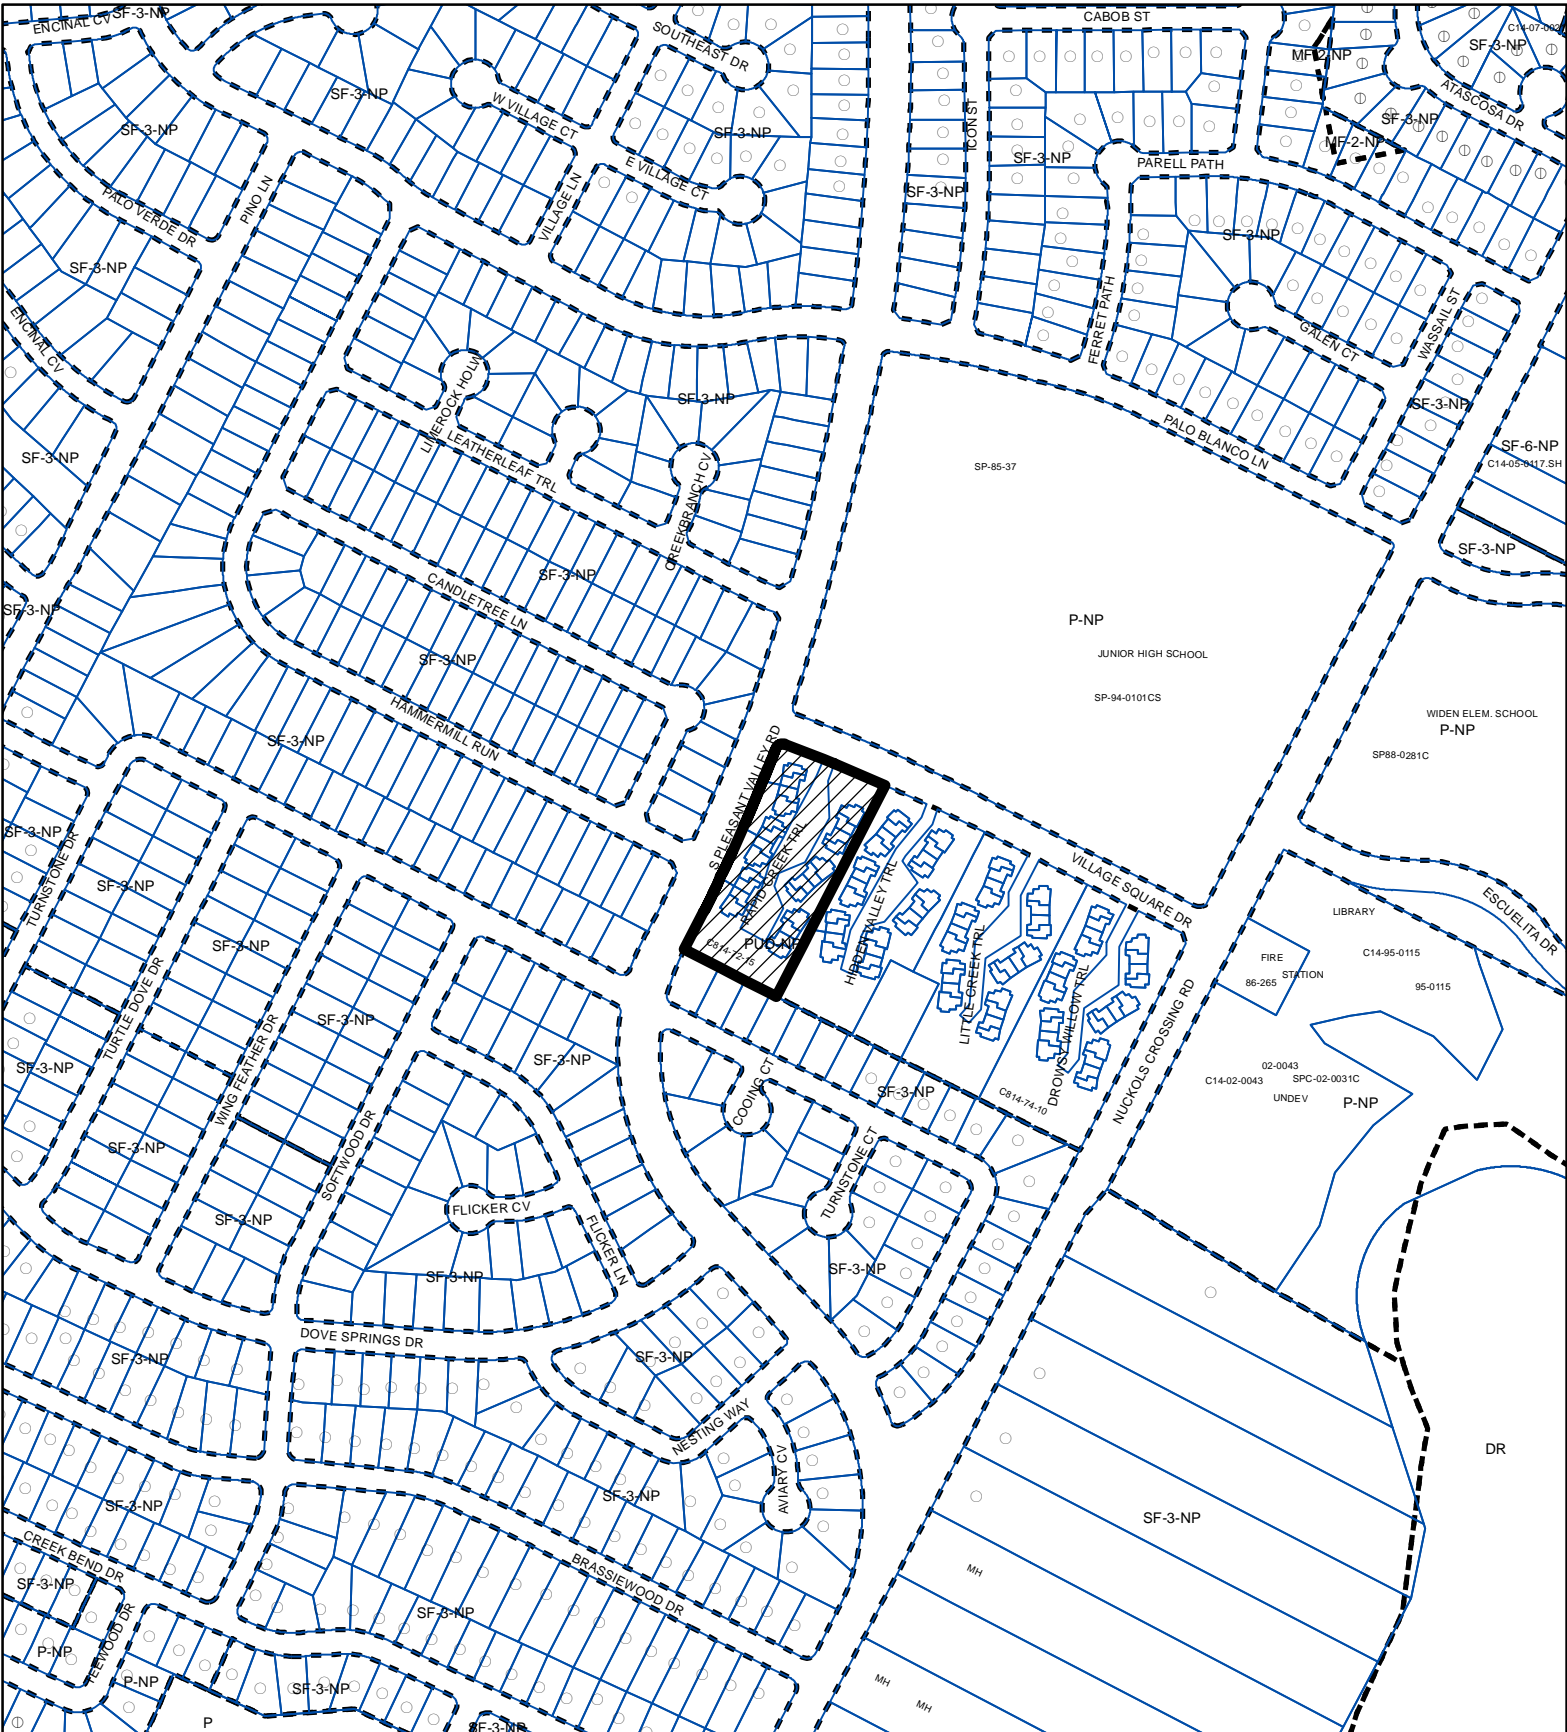 ENCINAL CV
SF-3-NP
SOUTHEAST DR
CABOB ST
C14-07-002
SF-3-NP
MF-2-NP
SF-3-NP
W VILLAGE CT
ATASCOSA DR
SF-3-NP
SF-3-NP
SF-3-NP
ICON ST
MF-2-NP
SF-3-NP
PARELL PATH
E VILLAGE CT
SF-3-NP
PALO VERDE DR
PINO LN
VILLAGE LN
SF-3-NP
SF-3-NP
FERRET PATH
ENCINAL CV
GALEN CT
WASSAIL ST
LIMEROCK HOLW
SF-3-NP
SF-3-NP
PALO BLANCO LN
SF-6-NP
C14-05-0117.SH
SF-3-NP
LEATHERLEAF TRL
SP-85-37
CREEKBRANCH CV
SF-3-NP
SF-3-NP
CANDLETREE LN
SF-3-NP
P-NP
JUNIOR HIGH SCHOOL
SF-3-NP
SP-94-0101CS
WIDEN ELEM. SCHOOL
P-NP
HAMMERMILL RUN
SF-3-NP
SP88-0281C
S PLEASANT VALLEY RD
SF-3-NP
TURNSTONE DR
RAPID CREEK TRL
SF-3-NP
VILLAGE SQUARE DR
HIDDEN VALLEY TRL
ESCUELITA DR
LIBRARY
SF-3-NP
PUD-NP
C814-72-15
C14-95-0115
FIRE
STATION
86-265
95-0115
LITTLE CREEK TRL
DROWSY WILLOW TRL
NUCKOLS CROSSING RD
TURTLE DOVE DR
SF-3-NP
WING FEATHER DR
SF-3-NP
SF-3-NP
02-0043
C14-02-0043
SPC-02-0031C
UNDEV
P-NP
COOING CT
SF-3-NP
C814-74-10
SF-3-NP
SOFTWOOD DR
TURNSTONE CT
FLICKER CV
SF-3-NP
FLICKER LN
SF-3-NP
SF-3-NP
DOVE SPRINGS DR
SF-3-NP
SF-3-NP
NESTING WAY
AVIARY CV
DR
SF-3-NP
SF-3-NP
SF-3-NP
CREEK BEND DR
BRASSIEWOOD DR
MH
SF-3-NP
SF-3-NP
TEEWOOD DR
P-NP
P-NP
SF-3-NP
MH
MH
P
SF-3-NP